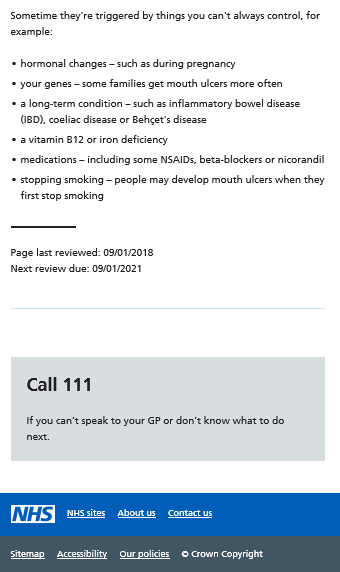 Sometime they're triggered by things you can't always control, for
example:
• hormonal changes – such as during pregnancy
• your genes – some families get mouth ulcers more often
• a long-term condition – such as inflammatory bowel disease
(IBD), coeliac disease or Behçet's disease
• a vitamin B12 or iron deficiency
• medications – including some NSAIDs, beta-blockers or nicorandil
• stopping smoking – people may develop mouth ulcers when they
first stop smoking
Page last reviewed: 09/01/2018
Next review due: 09/01/2021
Call 111
If you can't speak to your GP or don't know what to do
next.
NHS NHS sites About us Contact us
Sitemap Accessibility Our policies © Crown Copyright